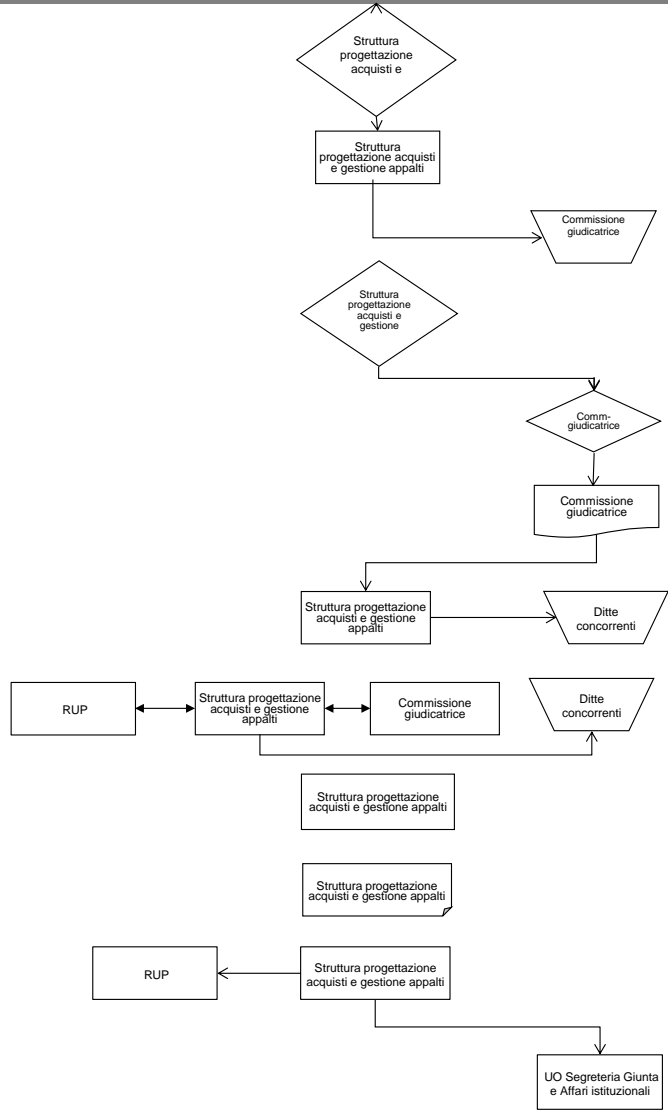 Struttura
progettazione
acquisti e
Struttura
progettazione acquisti
e gestione appalti
Commissione
giudicatrice
Struttura
progettazione
acquisti e
gestione
Comm-
giudicatrice
Commissione
giudicatrice
Struttura progettazione
acquisti e gestione
appalti
Ditte
concorrenti
RUP
Struttura progettazione
acquisti e gestione
appalti
Commissione
giudicatrice
Ditte
concorrenti
Struttura progettazione
acquisti e gestione appalti
Struttura progettazione
acquisti e gestione appalti
RUP
Struttura progettazione
acquisti e gestione appalti
UO Segreteria Giunta
e Affari istituzionali